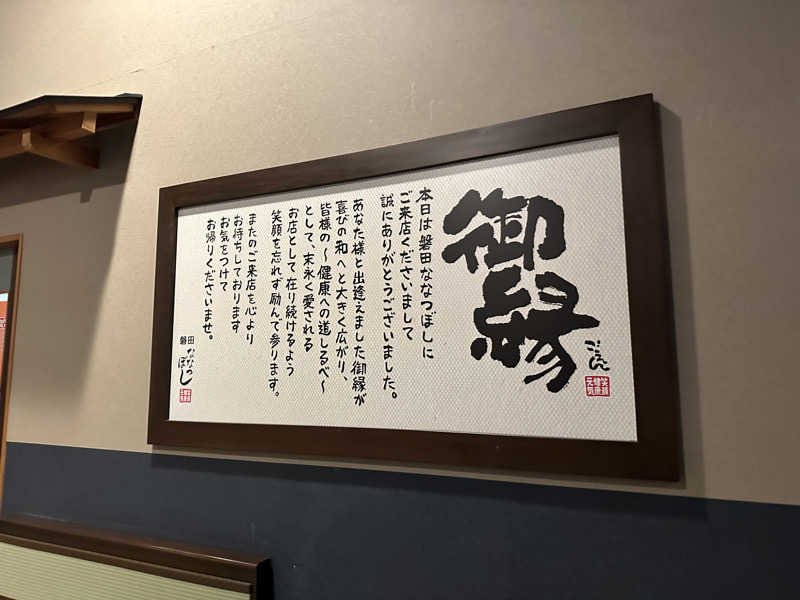 御縁
ごえん
笑顔
健康
元気
本日は磐田ななつぼしに
ご来店くださいまして
誠にありがとうございました。
あなた様と出逢えました御縁が
喜びの和へと大きく広がり、
皆様の〜健康への道しるべ〜
として、末永く愛される
お店として在り続けるよう
笑顔を忘れず励んで参ります。
またのご来店を心より
お待ちしております
お気をつけて
お帰りくださいませ。
磐田
ななつ
ぼし